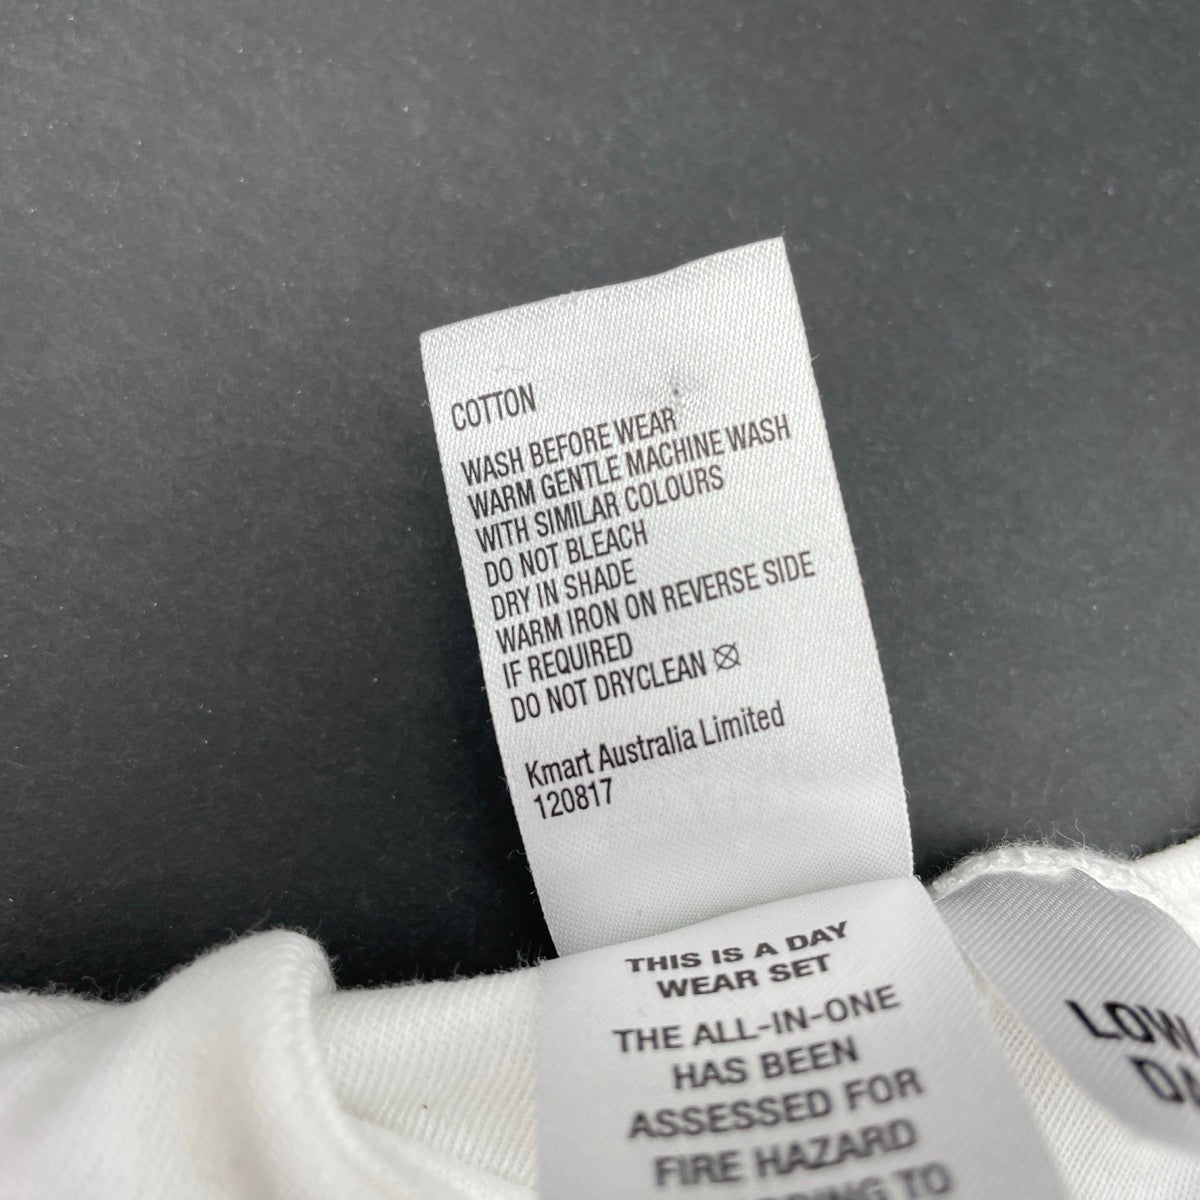 COTTON
WASH BEFORE WEAR
WARM GENTLE MACHINE WASH
WITH SIMILAR COLOURS
DO NOT BLEACH
DRY IN SHADE
WARM IRON ON REVERSE SIDE
IF REQUIRED
DO NOT DRYCLEAN
Kmart Australia Limited
120817
THIS IS A DAY
WEAR SET
THE ALL-IN-ONE
HAS BEEN
ASSESSED FOR
FIRE HAZARD
TO
LOW